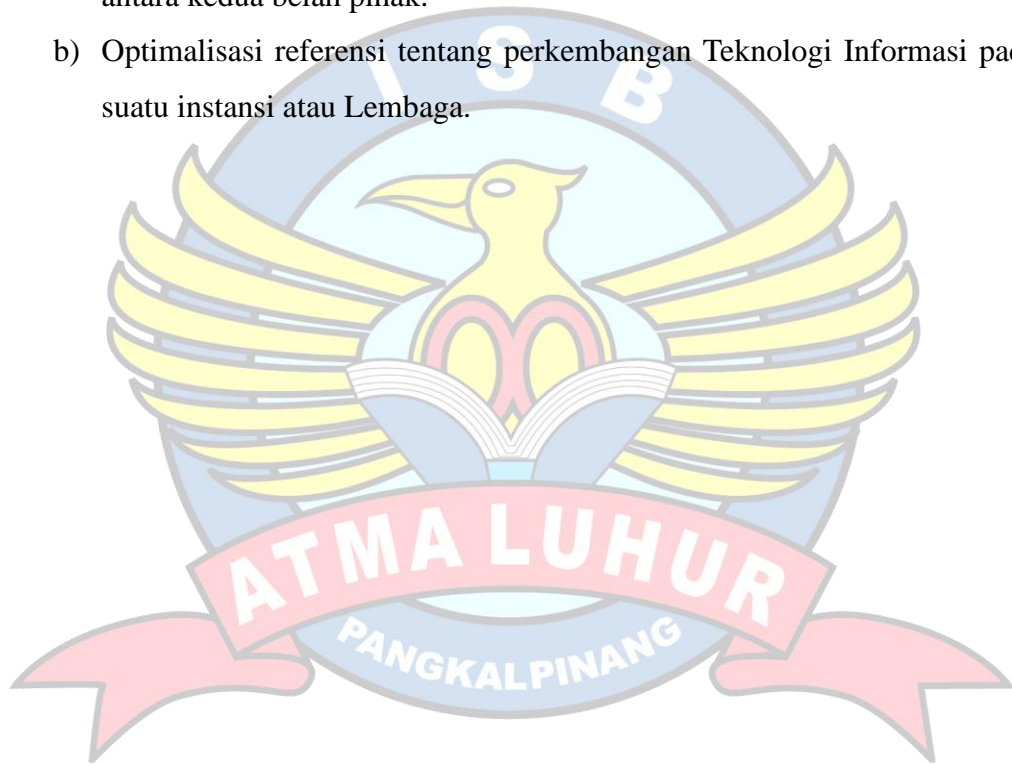 antara kedua belah pihak.
b) Optimalisasi referensi tentang perkembangan Teknologi Informasi
suatu instansi atau Lembaga.
I S B
ATMA LUHUR
PANGKALPINANG